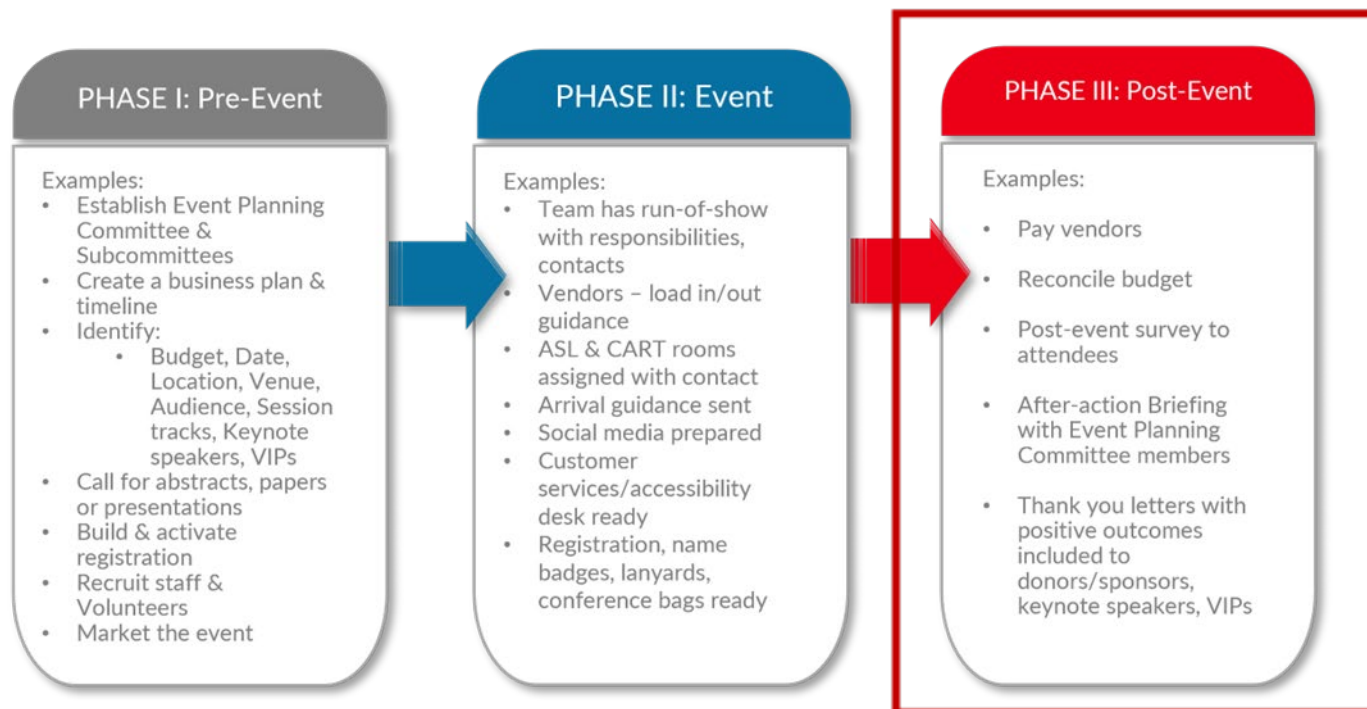 PHASE I: Pre-Event
Examples:
• Establish Event Planning
Committee &
Subcommittees
• Create a business plan &
timeline
• Identify:
• Budget, Date,
Location, Venue,
Audience, Session
tracks, Keynote
speakers, VIPs
• Call for abstracts, papers
or presentations
• Build & activate
registration
• Recruit staff &
Volunteers
• Market the event
PHASE II: Event
Examples:
• Team has run-of-show
with responsibilities,
contacts
• Vendors – load in/out
guidance
• ASL & CART rooms
assigned with contact
• Arrival guidance sent
• Social media prepared
• Customer
services/accessibility
desk ready
• Registration, name
badges, lanyards,
conference bags ready
PHASE III: Post-Event
Examples:
• Pay vendors
• Reconcile budget
• Post-event survey to
attendees
• After-action Briefing
with Event Planning
Committee members
• Thank you letters with
positive outcomes
included to
donors/sponsors,
keynote speakers, VIPs